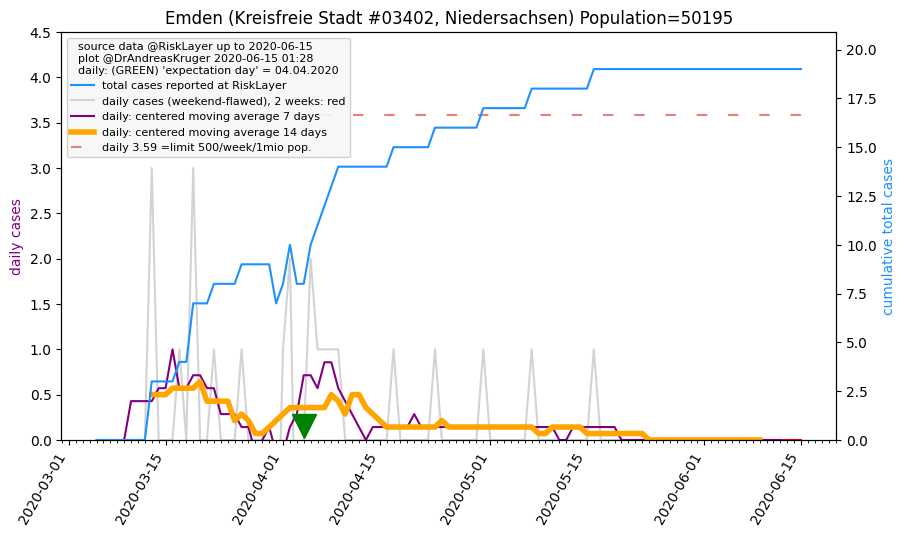 Emden (Kreisfreie Stadt #03402, Niedersachsen) Population=50195
source data @RiskLayer up to 2020-06-15
plot @DrAndreasKruger 2020-06-15 01:28
daily: (GREEN) 'expectation day' = 04.04.2020
total cases reported at RiskLayer
daily cases (weekend-flawed), 2 weeks: red
daily: centered moving average 7 days
daily: centered moving average 14 days
daily 3.59 =limit 500/week/1mio pop.
daily cases
4.5
4.0
3.5
3.0
2.5
2.0
1.5
1.0
0.5
0.0
cumulative total cases
20.0
17.5
15.0
12.5
10.0
7.5
5.0
2.5
0.0
2020-03-01
2020-03-15
2020-04-01
2020-04-15
2020-05-01
2020-05-15
2020-06-01
2020-06-15